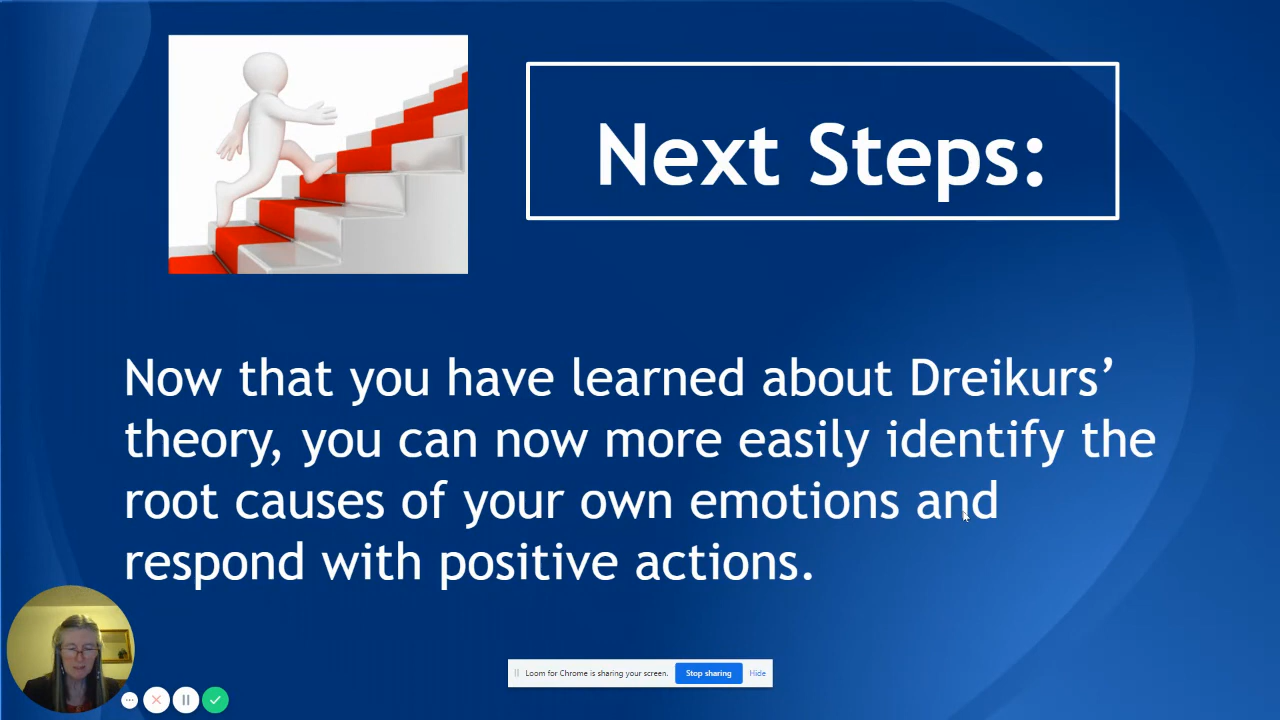 Next Steps:
Now that you have learned about Dreikurs’
theory, you can now more easily identify the
root causes of your own emotions and
respond with positive actions.
Loom for Chrome is sharing your screen. Stop sharing Hide